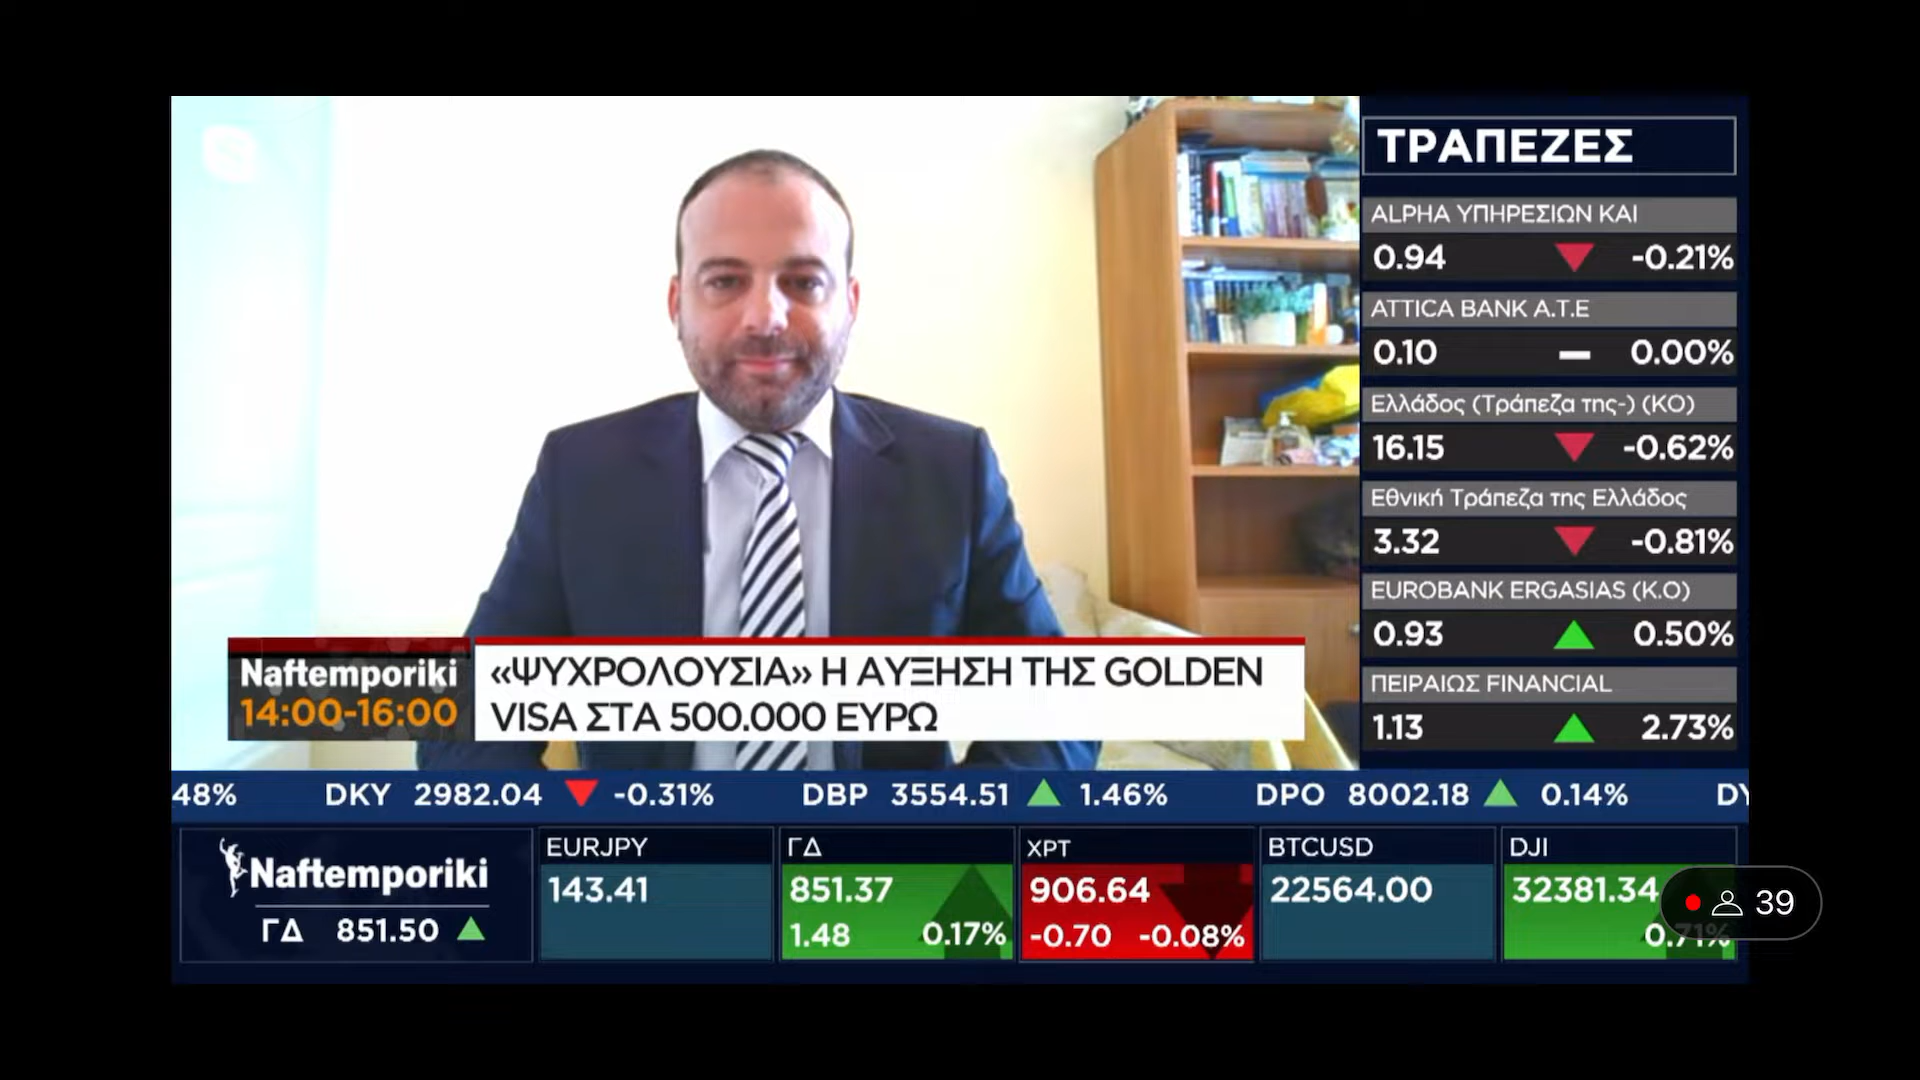 ΤΡΑΠΕΖΕΣ
ALPHA ΥΠΗΡΕΣΙΩΝ ΚΑΙ
0.94 -0.21%
ATTICA BANK A.T.E
0.10 0.00%
Ελλάδος (Τράπεζα της-) (ΚΟ)
16.15 -0.62%
Εθνική Τράπεζα της Ελλάδος
3.32 -0.81%
EUROBANK ERGASIAS (K.O)
0.93 0.50%
ΠΕΙΡΑΙΩΣ FINANCIAL
1.13 2.73%
Naftemporiki
14:00-16:00
«ΨΥΧΡΟΛΟΥΣΙΑ» Η ΑΥΞΗΣΗ ΤΗΣ GOLDEN
VISA ΣΤΑ 500.000 ΕΥΡΩ
48% DKY 2982.04 -0.31% DBP 3554.51 1.46% DPO 8002.18 0.14% DY
Naftemporiki
ΓΔ 851.50
EURJPY
143.41
ΓΔ
851.37
1.48 0.17%
XPT
906.64
-0.70 -0.08%
BTCUSD
22564.00
DJI
32381.34
0.71%
39